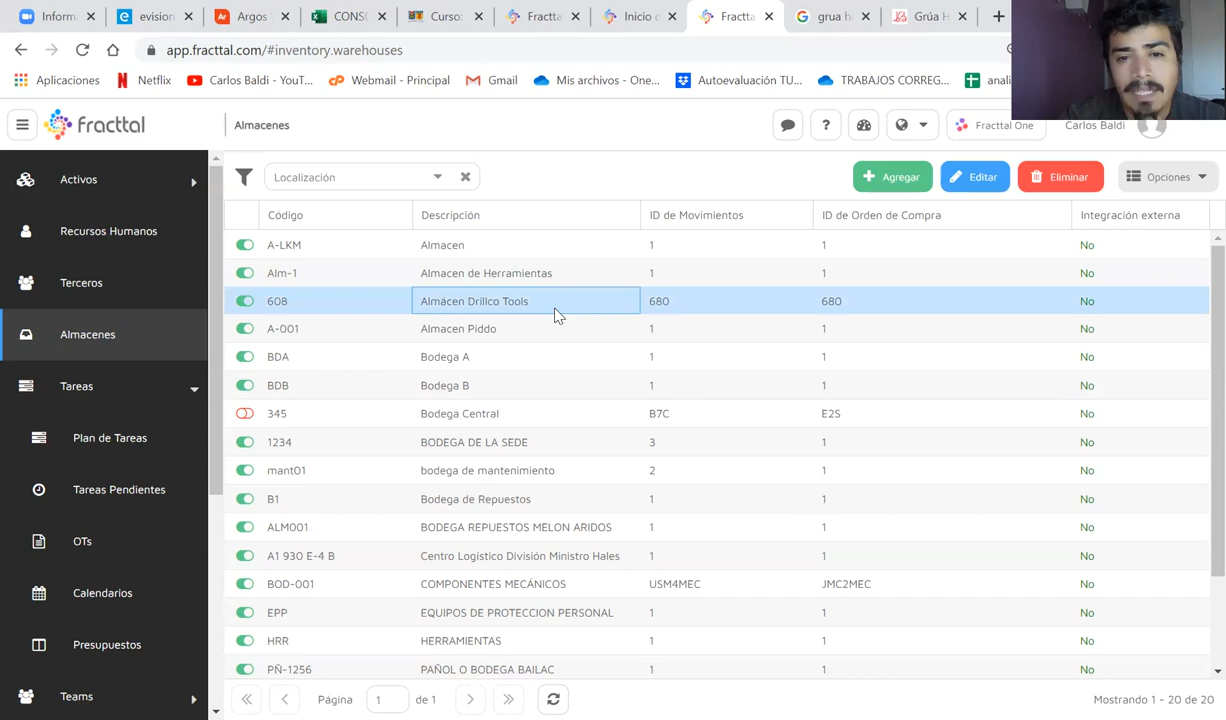 Inform
evision
Argos
CONSO
Curso:
Fractta
Inicio d
Fractta
grua h
Grúa H
app.fracttal.com/#inventory.warehouses
Aplicaciones
Netflix
Carlos Baldi - YouT...
Webmail - Principal
Gmail
Mis archivos - One...
Autoevaluación TU...
TRABAJOS CORREG...
anali
fracttal
Almacenes
?
Fracttal One
Carlos Baldi
Activos
Recursos Humanos
Terceros
Almacenes
Tareas
Plan de Tareas
Tareas Pendientes
OTs
Calendarios
Presupuestos
Teams
Localización
Agregar
Editar
Eliminar
Opciones
Código Descripción ID de Movimientos ID de Orden de Compra Integración externa
A-LKM Almacen 1 1 No
Alm-1 Almacen de Herramientas 1 1 No
608 Almácen Drillco Tools 680 680 No
A-001 Almacen Piddo 1 1 No
BDA Bodega A 1 1 No
BDB Bodega B 1 1 No
345 Bodega Central B7C E2S No
1234 BODEGA DE LA SEDE 3 1 No
mant01 bodega de mantenimiento 2 1 No
B1 Bodega de Repuestos 1 1 No
ALM001 BODEGA REPUESTOS MELON ARIDOS 1 1 No
A1 930 E-4 B Centro Logístico División Ministro Hales 1 1 No
BOD-001 COMPONENTES MECÁNICOS USM4MEC JMC2MEC No
EPP EQUIPOS DE PROTECCION PERSONAL 1 1 No
HRR HERRAMIENTAS 1 1 No
PÑ-1256 PAÑOL O BODEGA BAILAC 1 1 No
Página 1 de 1
Mostrando 1 - 20 de 20